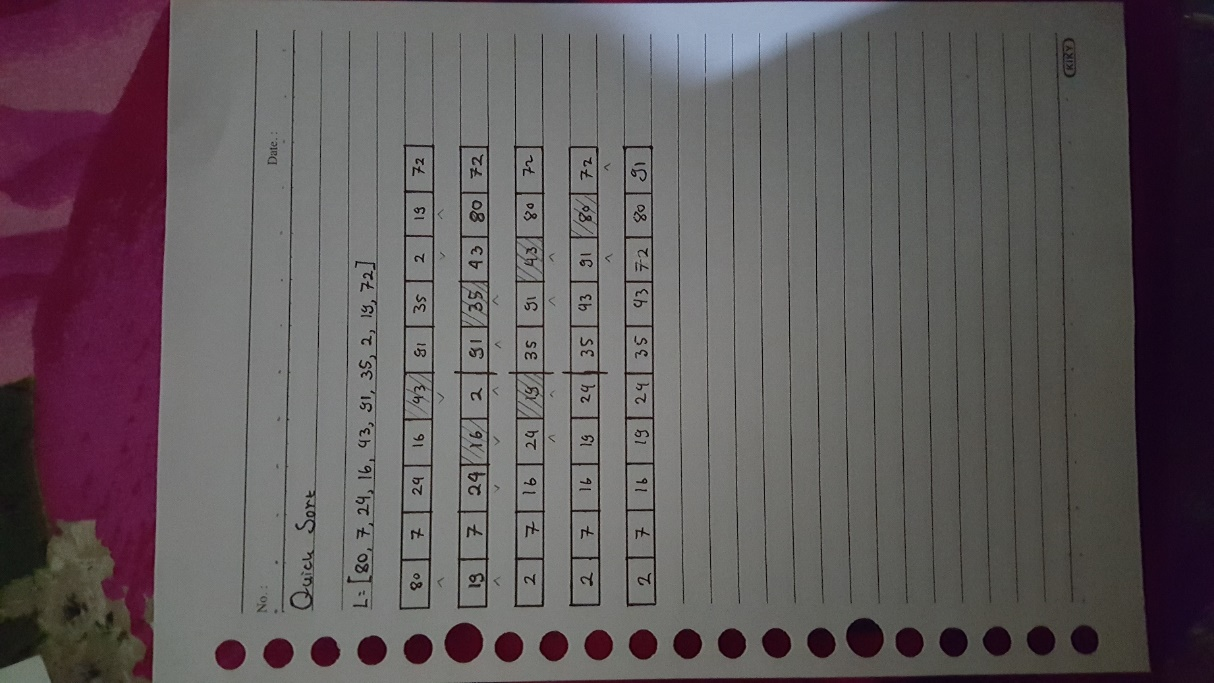 No.:
Date.:
Quick Sort
L = [80, 7, 24, 16, 43, 91, 35, 2, 19, 72]
80 7 24 16 43 91 35 2 19 72
19 7 24 16 2 91 35 43 80 72
2 7 16 24 19 35 91 43 80 72
2 7 16 19 24 35 43 91 80 72
2 7 16 19 24 35 43 72 80 91
KIKY